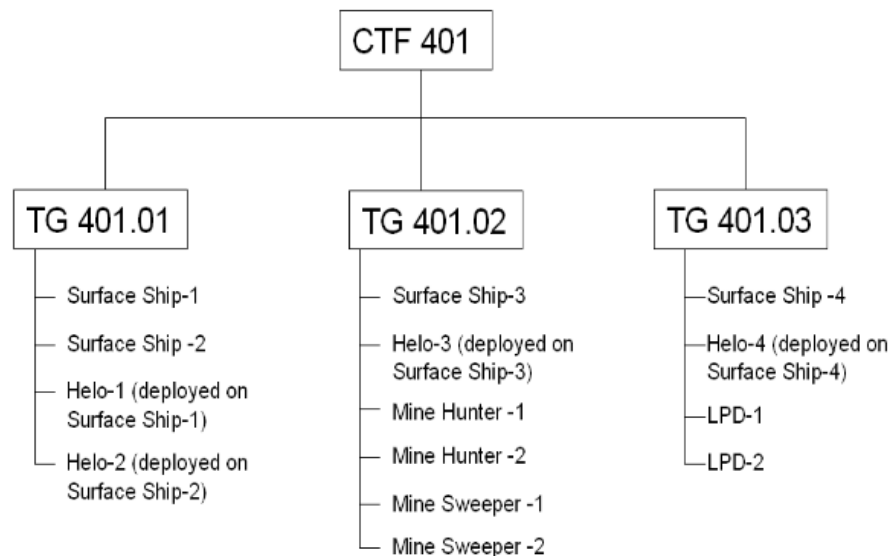 CTF 401
TG 401.01
Surface Ship-1
Surface Ship -2
Helo-1 (deployed on
Surface Ship-1)
Helo-2 (deployed on
Surface Ship-2)
TG 401.02
Surface Ship-3
Helo-3 (deployed on
Surface Ship-3)
Mine Hunter -1
Mine Hunter -2
Mine Sweeper -1
Mine Sweeper -2
TG 401.03
Surface Ship -4
Helo-4 (deployed on
Surface Ship-4)
LPD-1
LPD-2